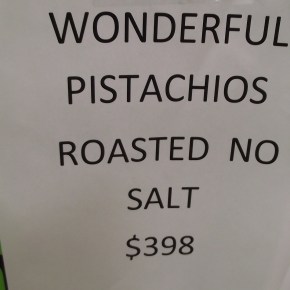 WONDERFUL
PISTACHIOS
ROASTED NO
SALT
$398